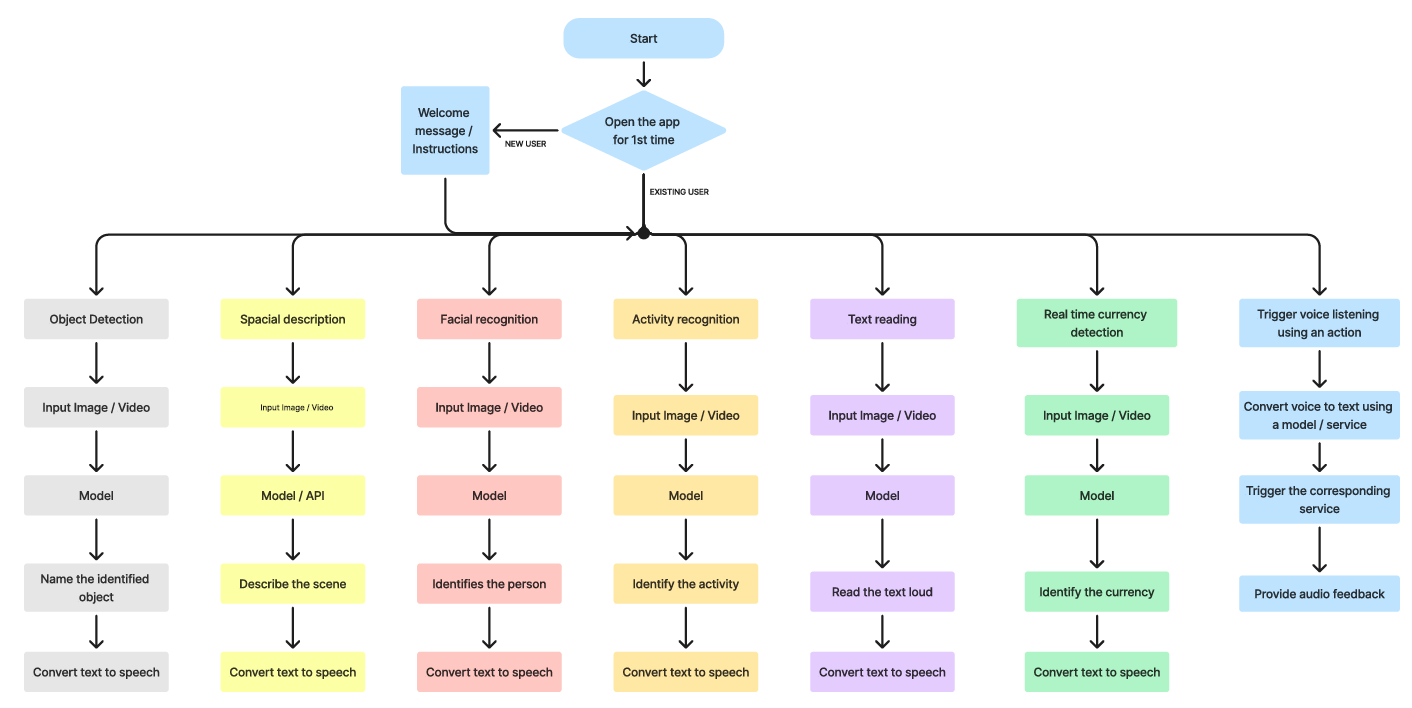 Start
Open the app
for 1st time
NEW USER
Welcome
message /
Instructions
EXISTING USER
Object Detection
Input Image / Video
Model
Name the identified
object
Convert text to speech
Spacial description
Input Image / Video
Model / API
Describe the scene
Convert text to speech
Facial recognition
Input Image / Video
Model
Identifies the person
Convert text to speech
Activity recognition
Input Image / Video
Model
Identify the activity
Convert text to speech
Text reading
Input Image / Video
Model
Read the text loud
Convert text to speech
Real time currency
detection
Input Image / Video
Model
Identify the currency
Convert text to speech
Trigger voice listening
using an action
Convert voice to text using
a model / service
Trigger the corresponding
service
Provide audio feedback